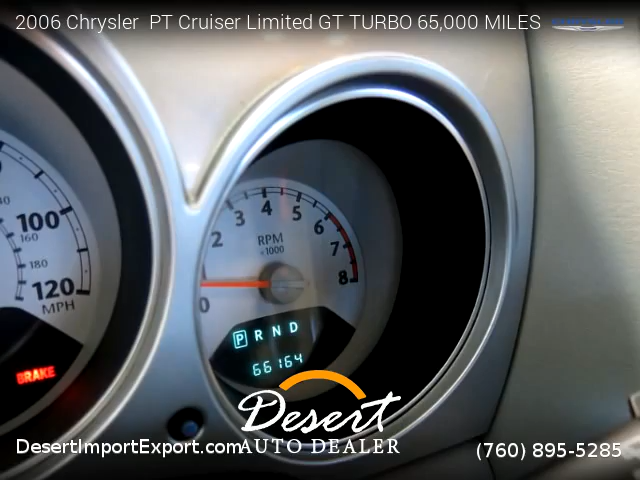 2006 Chrysler PT Cruiser Limited GT TURBO 65,000 MILES
100
160
180
120
MPH
BRAKE
0
2
3
4
5
6
7
8
RPM
x1000
P R N D
66164
Desert
AUTO DEALER
DesertImportExport.com
(760) 895-5285